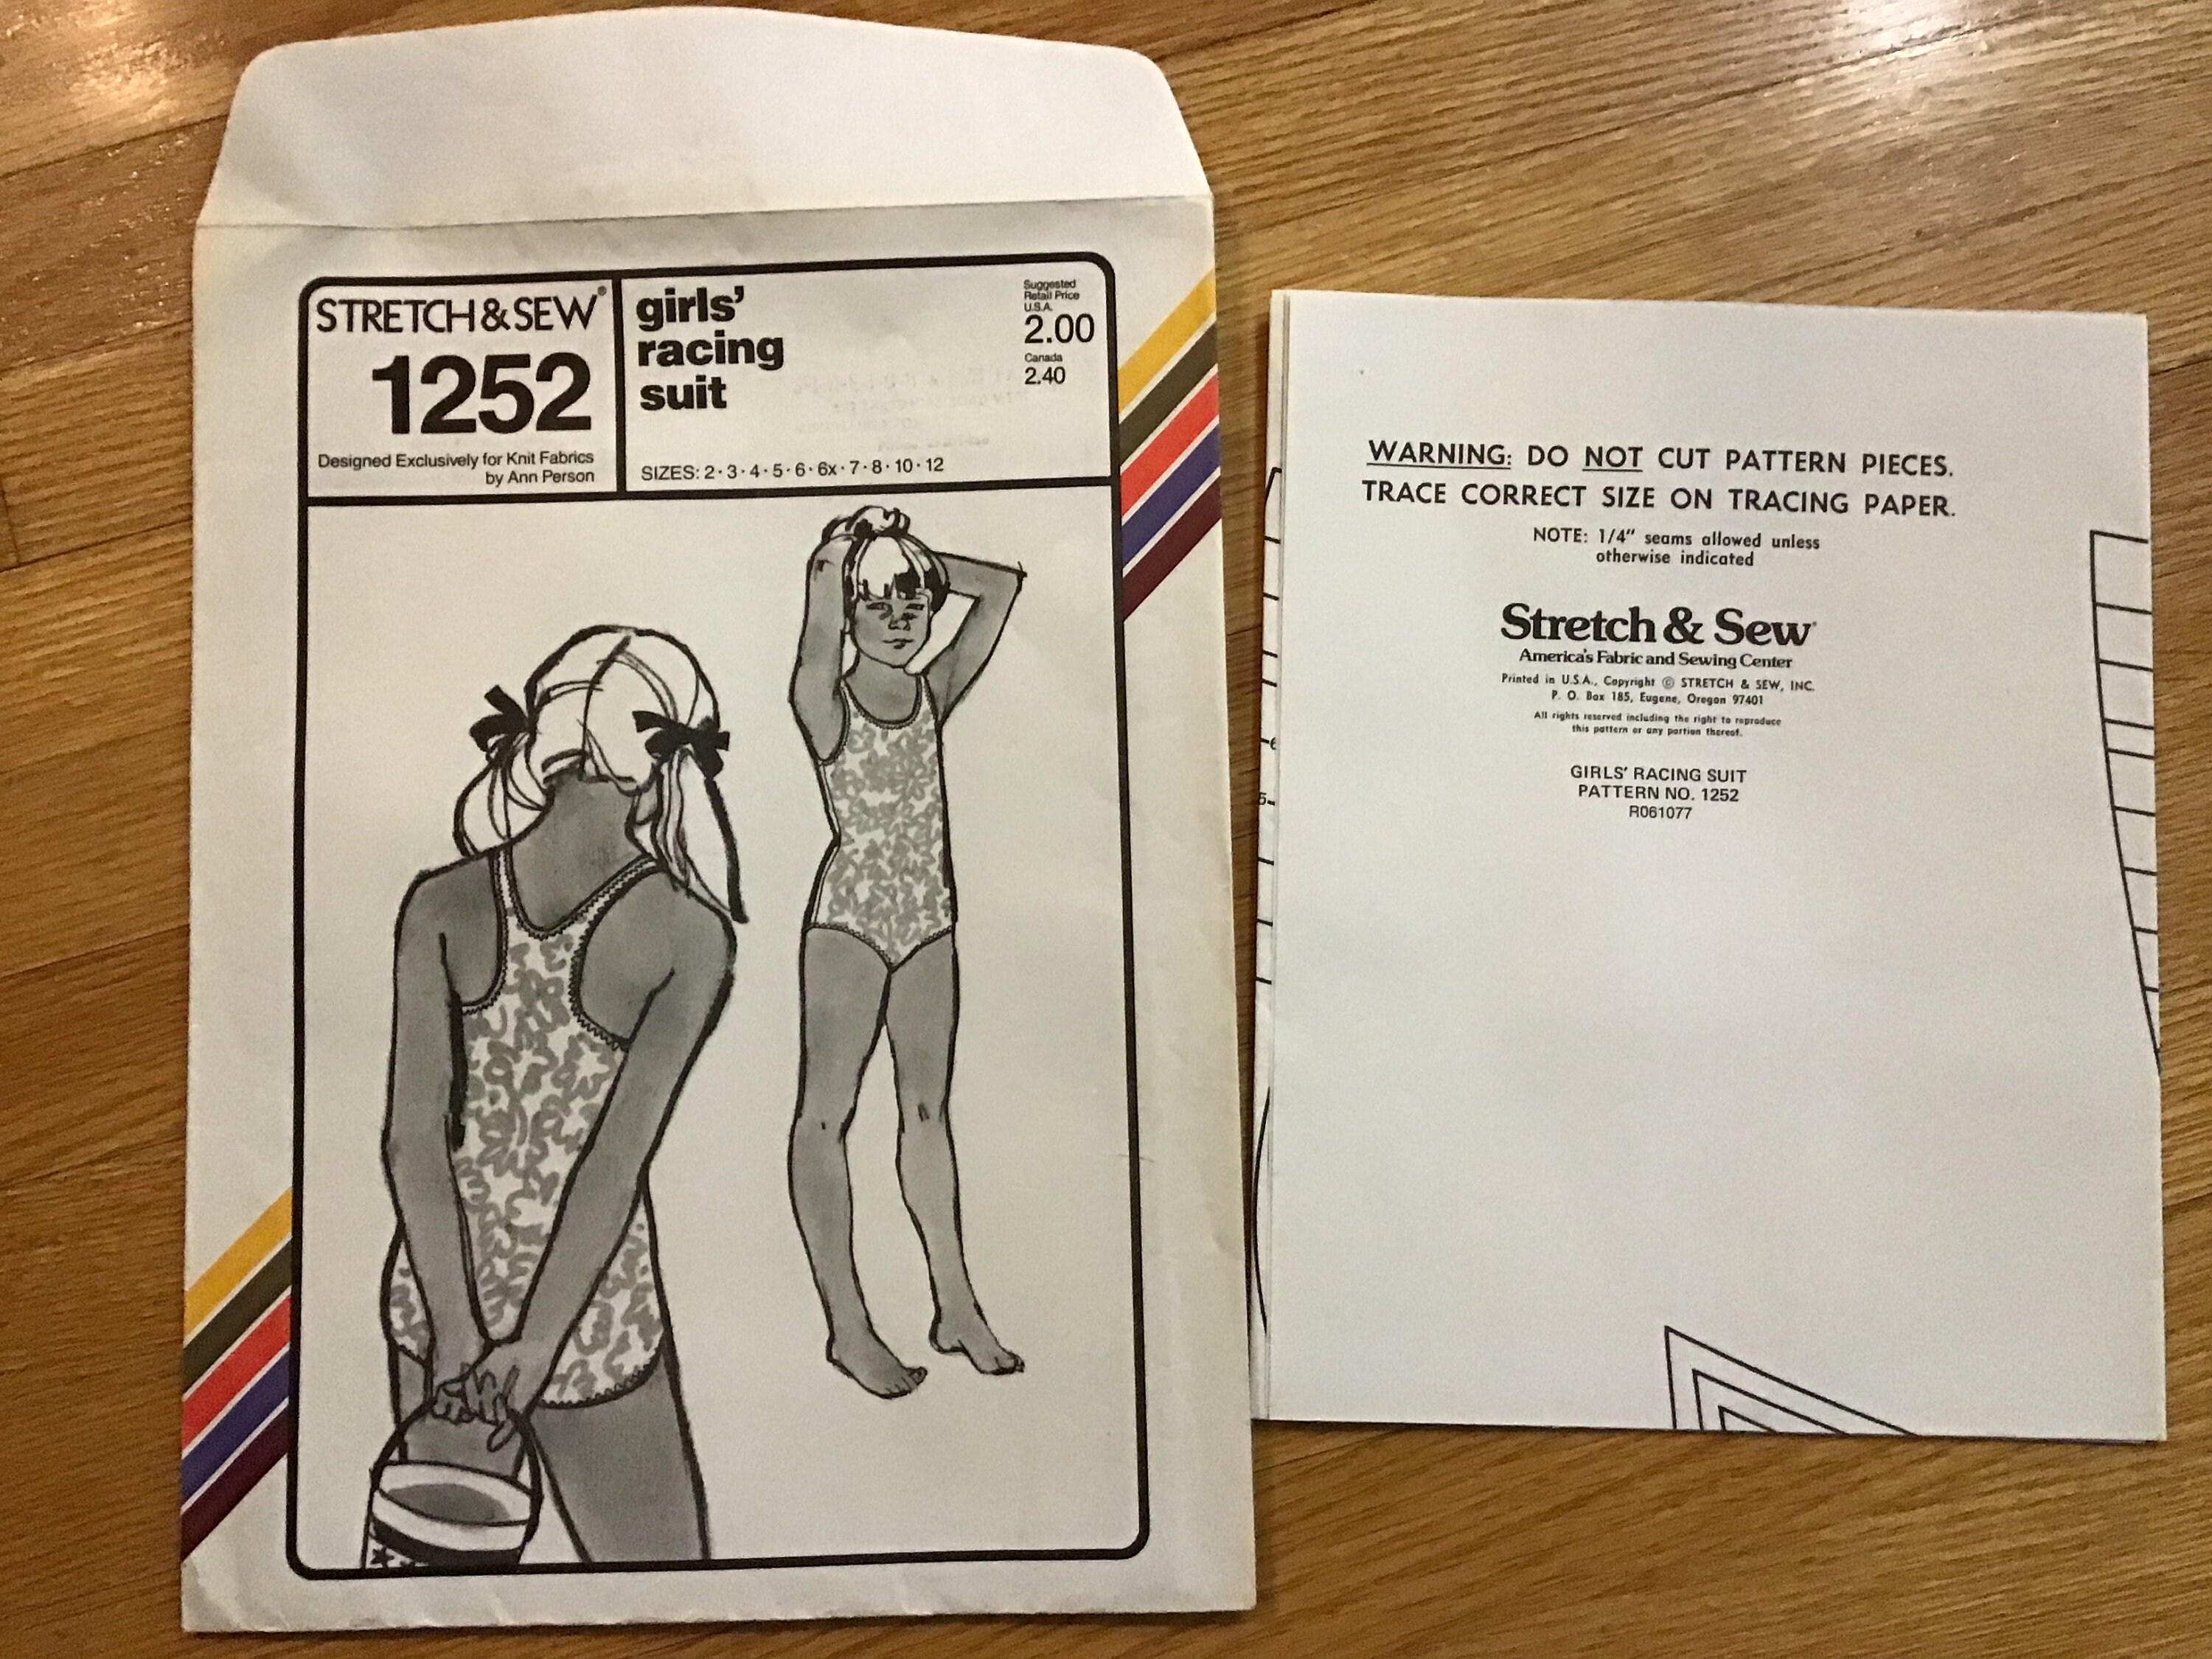 STRETCH & SEW®
1252
Designed Exclusively for Knit Fabrics
by Ann Person
girls'
racing
suit
SIZES: 2 · 3 · 4 · 5 · 6 · 6x · 7 · 8 · 10 · 12
Suggested
Retail Price
U.S.A.
2.00
Canada
2.40
WARNING: DO NOT CUT PATTERN PIECES.
TRACE CORRECT SIZE ON TRACING PAPER.
NOTE: 1/4" seams allowed unless
otherwise indicated
Stretch & Sew®
America's Fabric and Sewing Center
Printed in U.S.A., Copyright © STRETCH & SEW, INC.
P. O. Box 185, Eugene, Oregon 97401
All rights reserved including the right to reproduce
this pattern or any portion thereof.
GIRLS' RACING SUIT
PATTERN NO. 1252
R061077